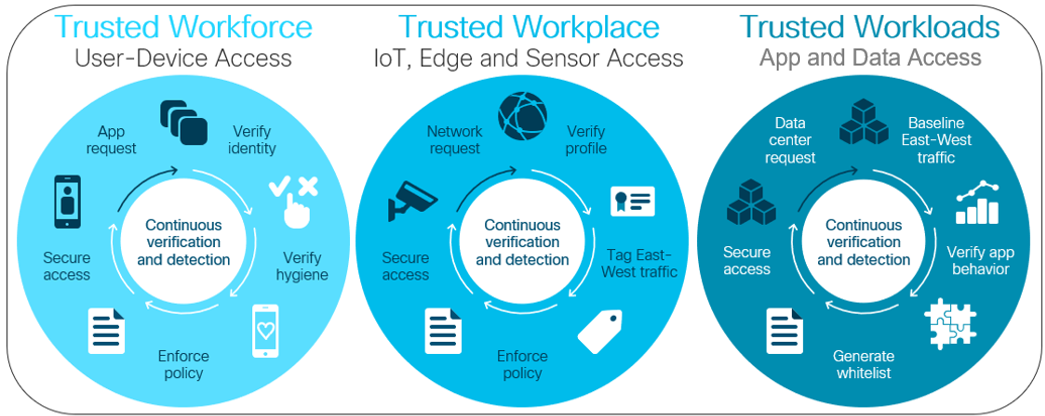 Trusted Workforce
User-Device Access
App
request
Verify
identity
Verify
hygiene
Enforce
policy
Secure
access
Continuous
verification
and detection
Trusted Workplace
IoT, Edge and Sensor Access
Network
request
Verify
profile
Tag East-
West traffic
Enforce
policy
Secure
access
Continuous
verification
and detection
Trusted Workloads
App and Data Access
Data
center
request
Baseline
East-West
traffic
Verify app
behavior
Generate
whitelist
Secure
access
Continuous
verification
and detection